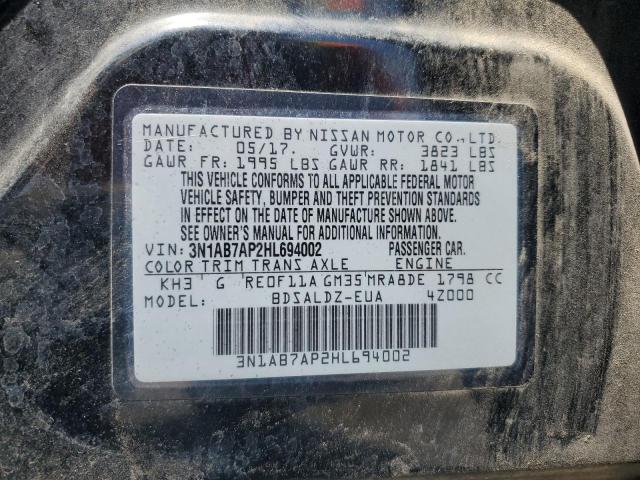 MANUFACTURED BY NISSAN MOTOR CO., LTD.
DATE: 05/17. GVWR: 3823 LBS
GAWR FR: 1995 LBS GAWR RR: 1841 LBS
THIS VEHICLE CONFORMS TO ALL APPLICABLE FEDERAL MOTOR
VEHICLE SAFETY, BUMPER AND THEFT PREVENTION STANDARDS
IN EFFECT ON THE DATE OF MANUFACTURE SHOWN ABOVE.
SEE OWNER'S MANUAL FOR ADDITIONAL INFORMATION.
VIN: 3N1AB7AP2HL694002 PASSENGER CAR.
COLOR TRIM TRANS AXLE ENGINE
KH3 G RE0F11A GM35 MRA8DE 1798 CC
MODEL: BDSALDZ-EUA 4Z000
3N1AB7AP2HL694002